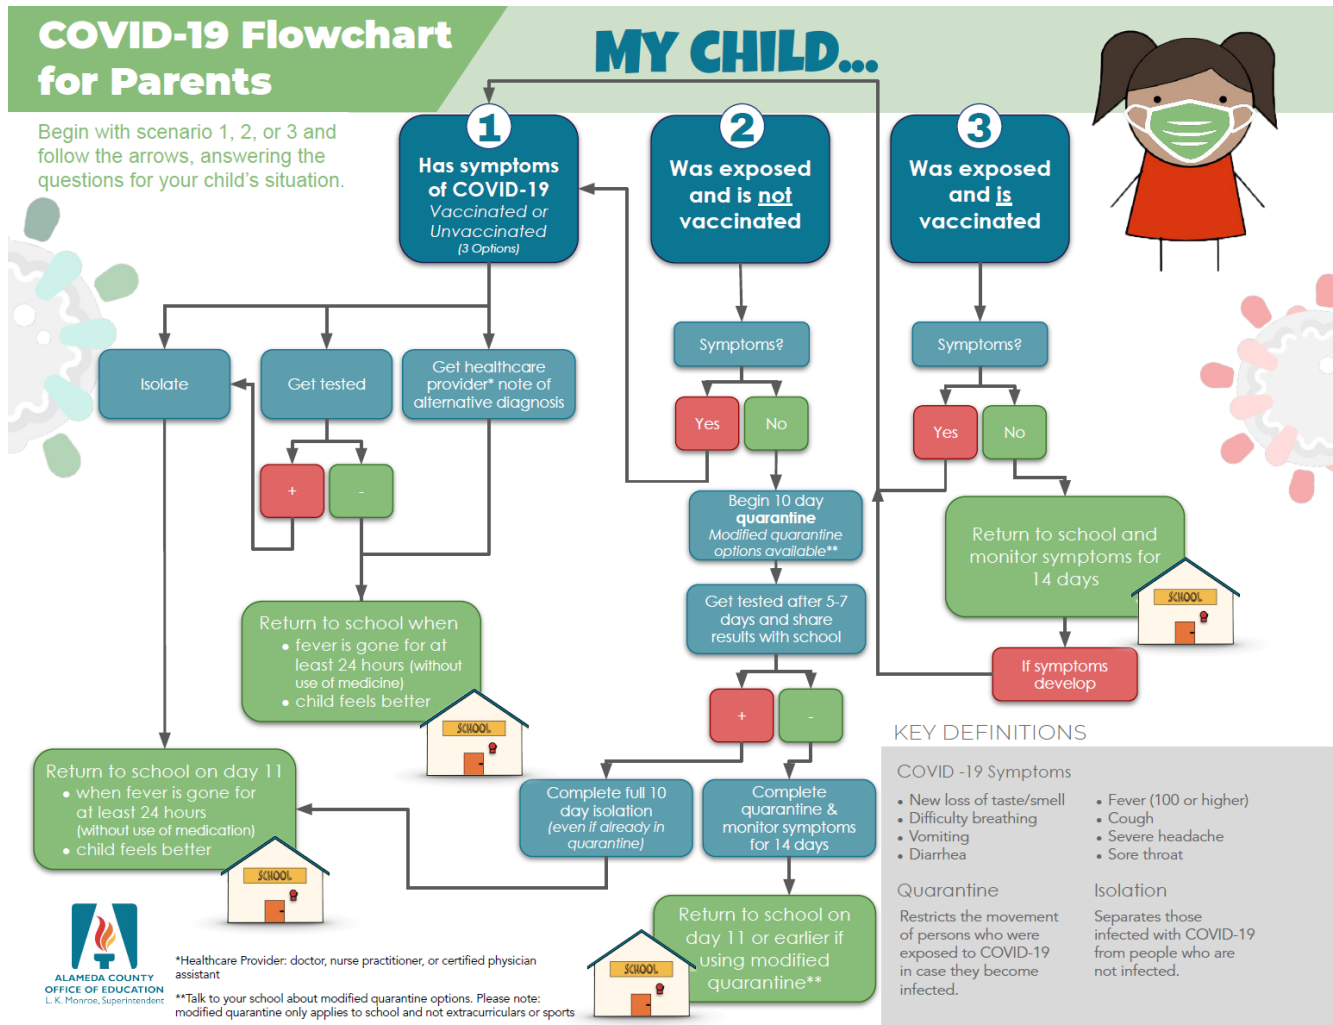 COVID-19 Flowchart
for Parents
MY CHILD...
Begin with scenario 1, 2, or 3 and
follow the arrows, answering the
questions for your child's situation.
1
Has symptoms
of COVID-19
Vaccinated or
Unvaccinated
(3 Options)
2
Was exposed
and is not
vaccinated
3
Was exposed
and is
vaccinated
Isolate
Get tested
Get healthcare
provider* note of
alternative diagnosis
+
-
Return to school when
• fever is gone for at
least 24 hours (without
use of medicine)
• child feels better
SCHOOL
Return to school on day 11
• when fever is gone for
at least 24 hours
(without use of medication)
• child feels better
SCHOOL
Symptoms?
Yes
No
Begin 10 day
quarantine
Modified quarantine
options available**
Get tested after 5-7
days and share
results with school
+
-
Complete full 10
day isolation
(even if already in
quarantine)
Complete
quarantine &
monitor symptoms
for 14 days
Return to school on
day 11 or earlier if
using modified
quarantine**
SCHOOL
Symptoms?
Yes
No
Return to school and
monitor symptoms for
14 days
SCHOOL
If symptoms
develop
KEY DEFINITIONS
COVID -19 Symptoms
• New loss of taste/smell
• Difficulty breathing
• Vomiting
• Diarrhea
• Fever (100 or higher)
• Cough
• Severe headache
• Sore throat
Quarantine
Restricts the movement
of persons who were
exposed to COVID-19
in case they become
infected.
Isolation
Separates those
infected with COVID-19
from people who are
not infected.
ALAMEDA COUNTY
OFFICE OF EDUCATION
L. K. Monroe, Superintendent
*Healthcare Provider: doctor, nurse practitioner, or certified physician
assistant
**Talk to your school about modified quarantine options. Please note:
modified quarantine only applies to school and not extracurriculars or sports